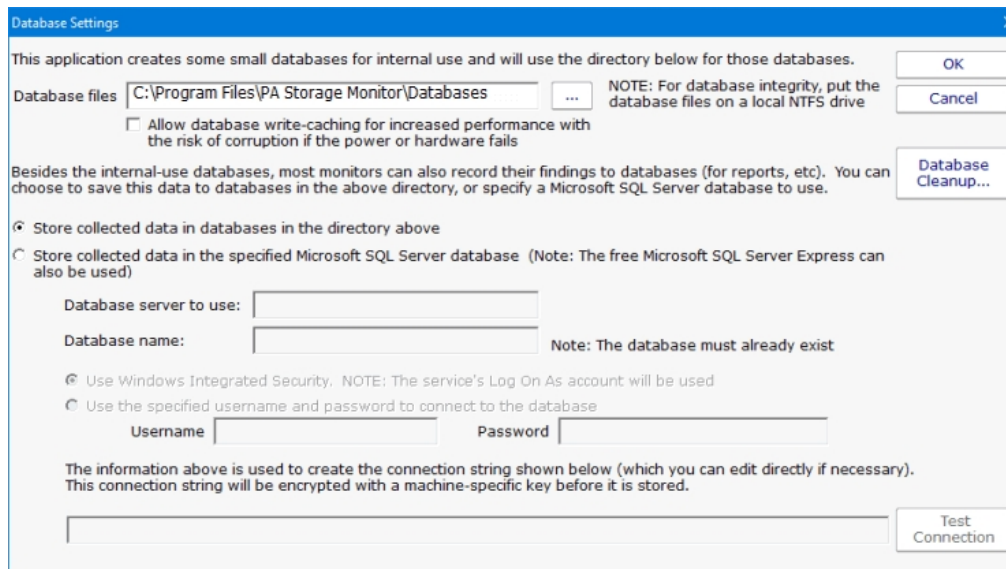 Database Settings
This application creates some small databases for internal use and will use the directory below for those databases.
OK
Database files C:\Program Files\PA Storage Monitor\Databases ...
NOTE: For database integrity, put the
database files on a local NTFS drive
Cancel
Allow database write-caching for increased performance with
the risk of corruption if the power or hardware fails
Besides the internal-use databases, most monitors can also record their findings to databases (for reports, etc). You can
choose to save this data to databases in the above directory, or specify a Microsoft SQL Server database to use.
Database
Cleanup...
Store collected data in databases in the directory above
Store collected data in the specified Microsoft SQL Server database (Note: The free Microsoft SQL Server Express can
also be used)
Database server to use:
Database name:
Note: The database must already exist
Use Windows Integrated Security. NOTE: The service's Log On As account will be used
Use the specified username and password to connect to the database
Username
Password
The information above is used to create the connection string shown below (which you can edit directly if necessary).
This connection string will be encrypted with a machine-specific key before it is stored.
Test
Connection